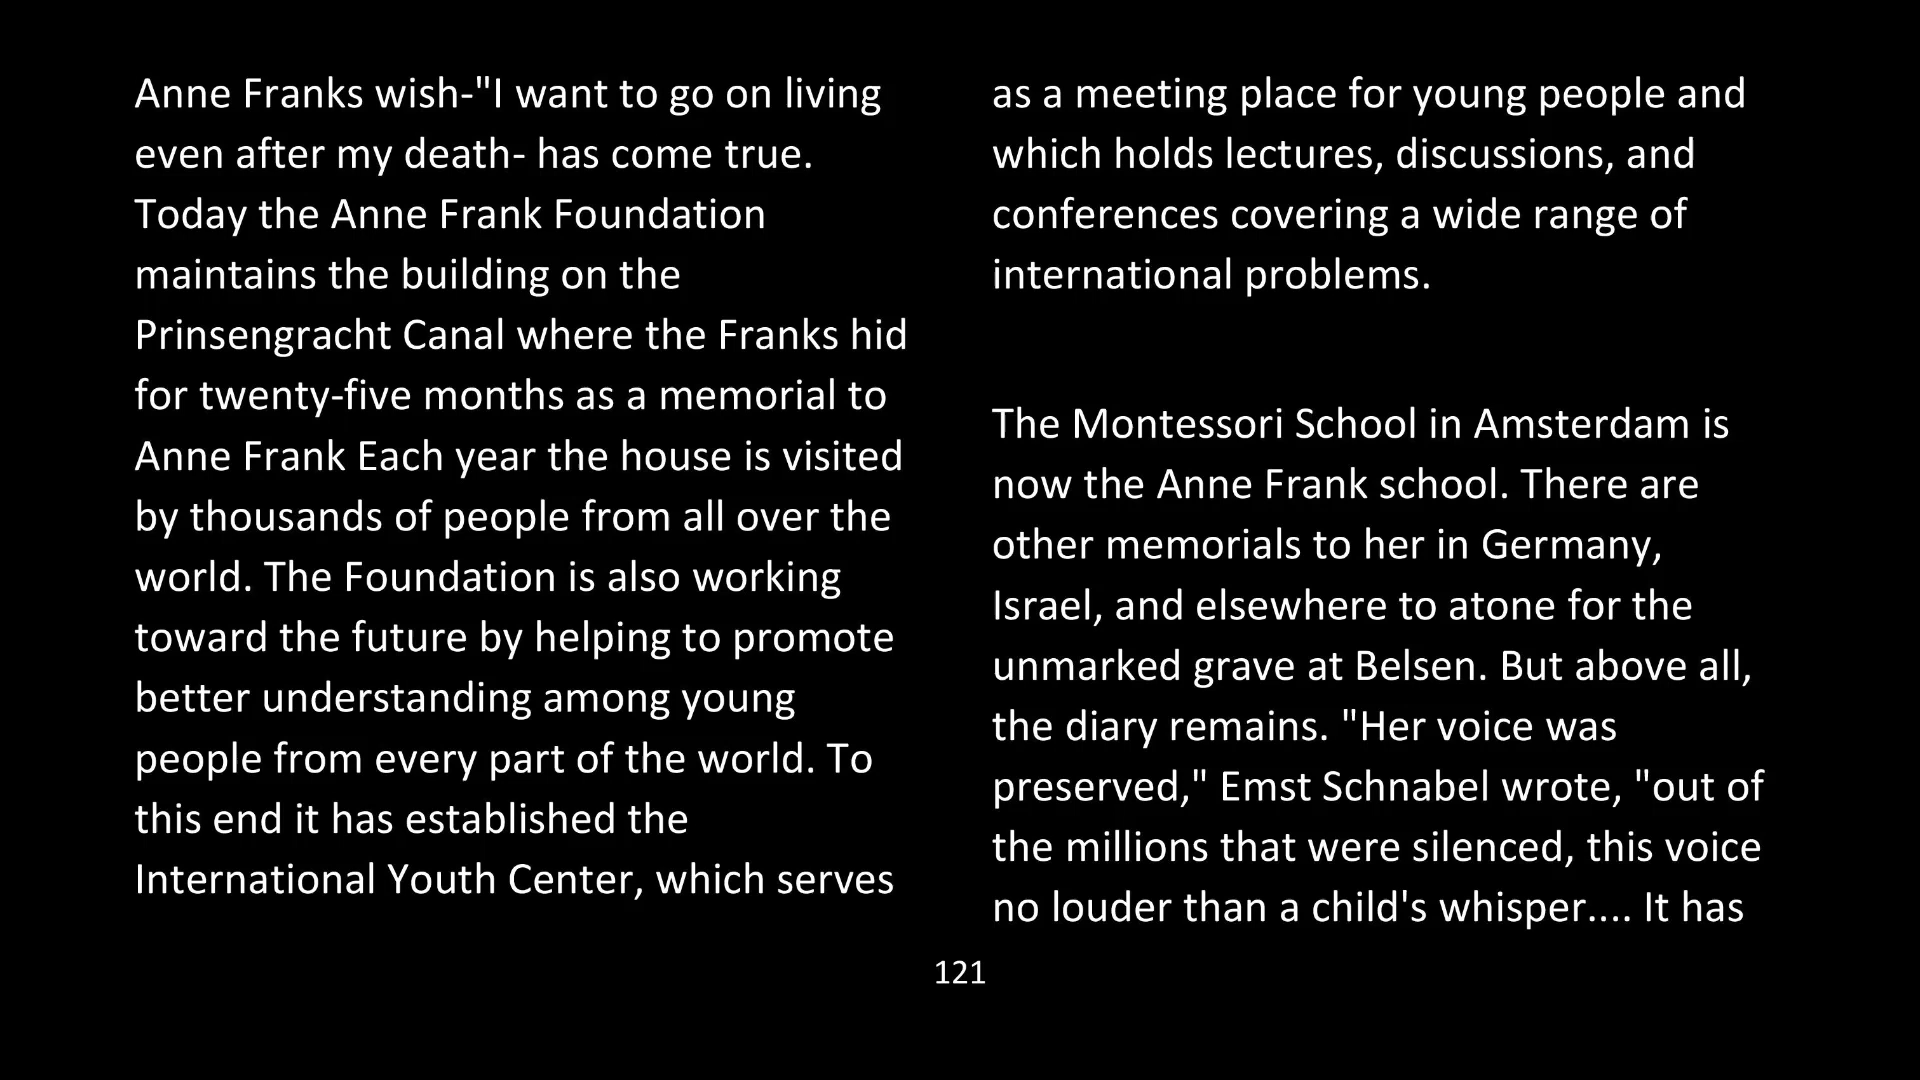 Anne Franks wish-"I want to go on living
even after my death- has come true.
Today the Anne Frank Foundation
maintains the building on the
Prinsengracht Canal where the Franks hid
for twenty-five months as a memorial to
Anne Frank Each year the house is visited
by thousands of people from all over the
world. The Foundation is also working
toward the future by helping to promote
better understanding among young
people from every part of the world. To
this end it has established the
International Youth Center, which serves
as a meeting place for young people and
which holds lectures, discussions, and
conferences covering a wide range of
international problems.
The Montessori School in Amsterdam is
now the Anne Frank school. There are
other memorials to her in Germany,
Israel, and elsewhere to atone for the
unmarked grave at Belsen. But above all,
the diary remains. "Her voice was
preserved," Emst Schnabel wrote, "out of
the millions that were silenced, this voice
no louder than a child's whisper.... It has
121